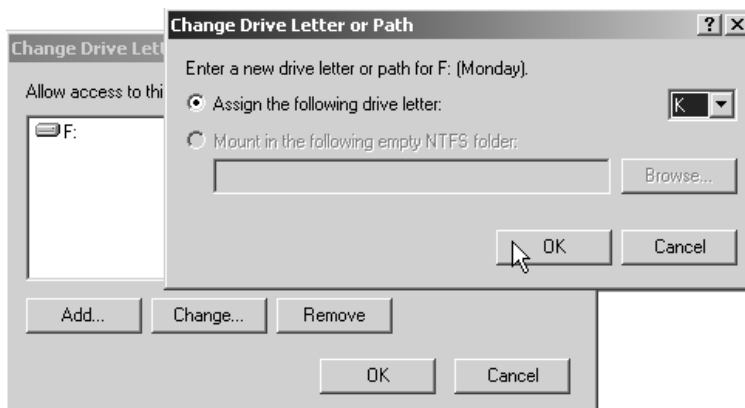 Change Drive Letter or Path
Change Drive Lett
Enter a new drive letter or path for F: (Monday).
Allow access to thi
Assign the following drive letter:
K
F:
Mount in the following empty NTFS folder:
Browse...
OK
Cancel
Add...
Change...
Remove
OK
Cancel